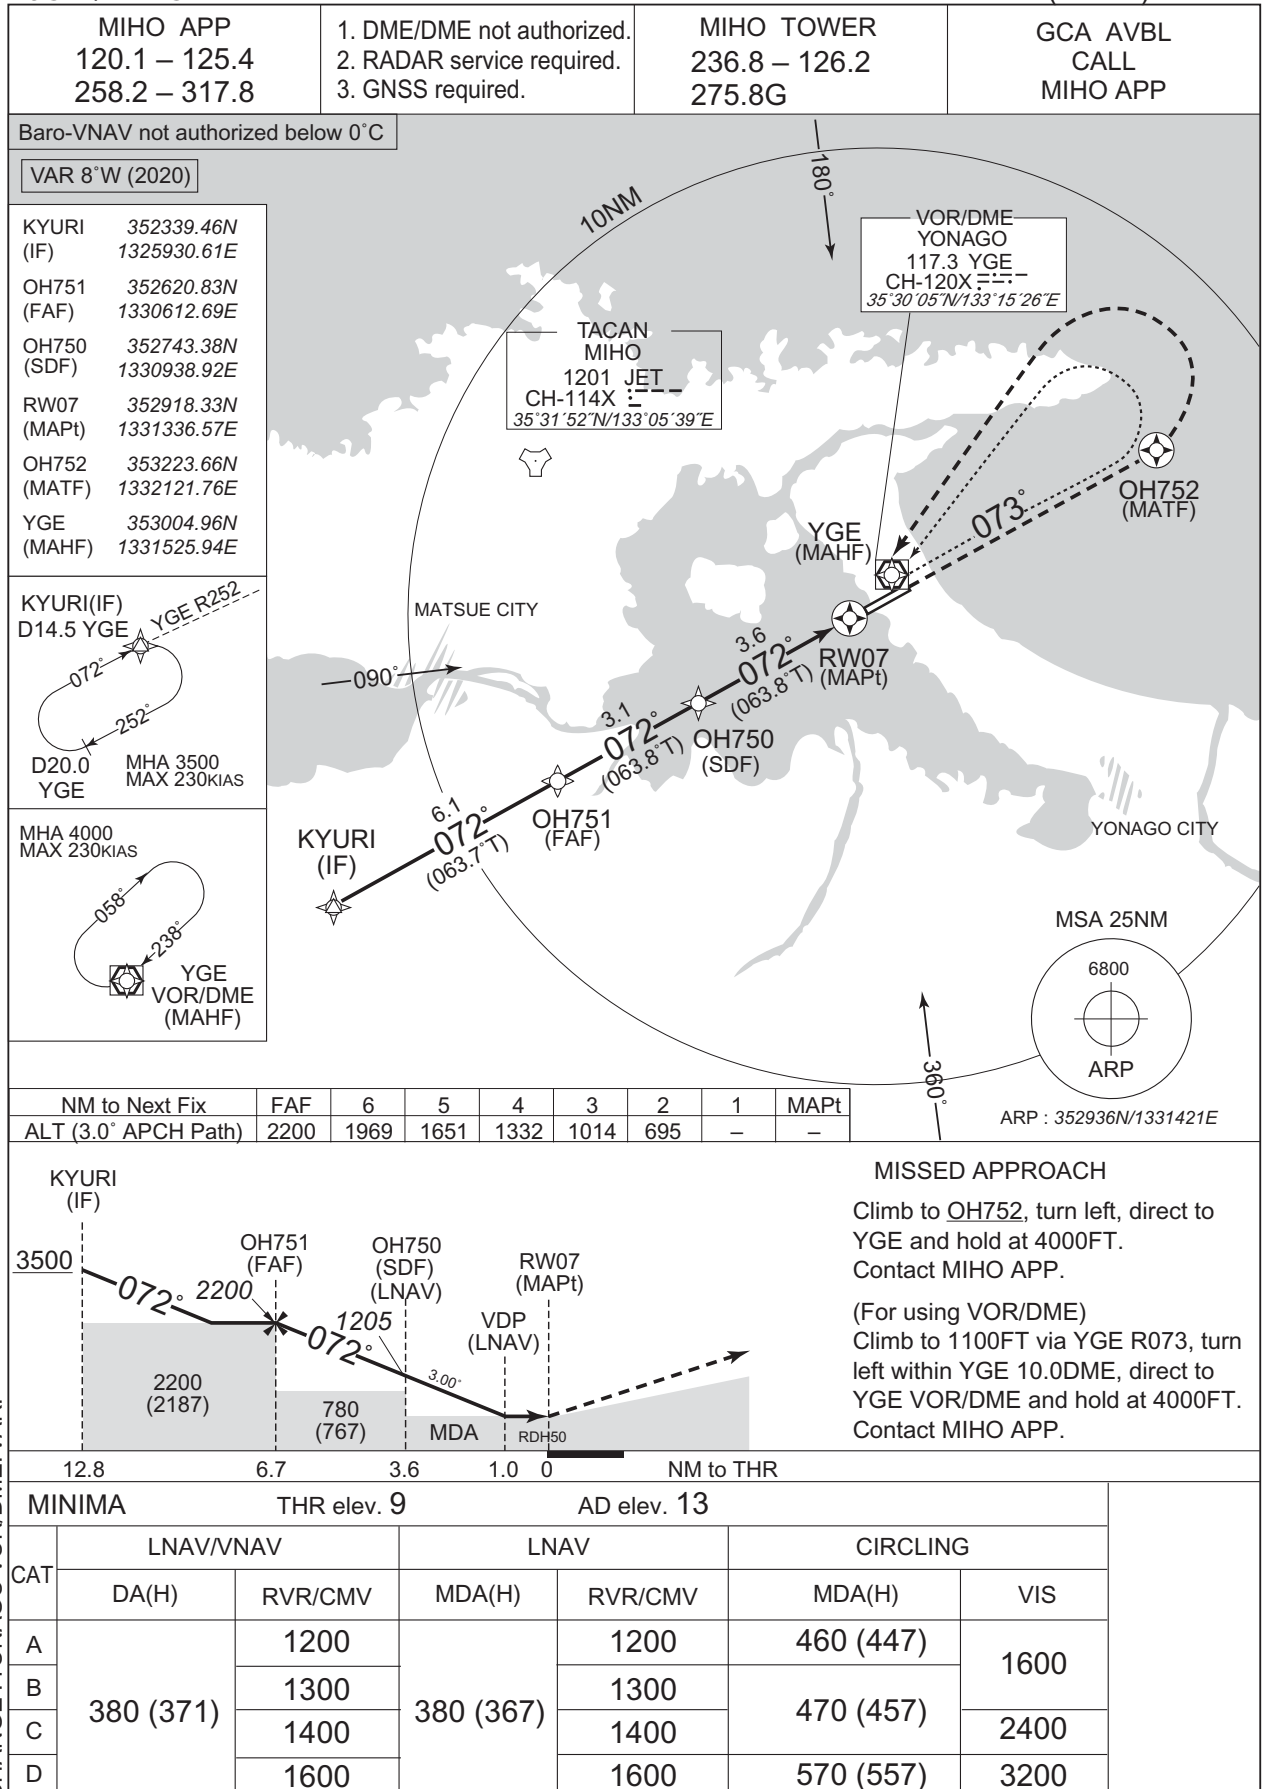 MIHO APP
120.1 – 125.4
258.2 – 317.8
1. DME/DME not authorized.
2. RADAR service required.
3. GNSS required.
MIHO TOWER
236.8 – 126.2
275.8G
GCA AVBL
CALL
MIHO APP
Baro-VNAV not authorized below 0˚C
VAR 8˚W (2020)
KYURI 352339.46N
(IF) 1325930.61E
OH751 352620.83N
(FAF) 1330612.69E
OH750 352743.38N
(SDF) 1330938.92E
RW07 352918.33N
(MAPt) 1331336.57E
OH752 353223.66N
(MATF) 1332121.76E
YGE 353004.96N
(MAHF) 1331525.94E
KYURI(IF)
D14.5 YGE
YGE R252
072˚
252˚
D20.0
YGE
MHA 3500
MAX 230KIAS
MHA 4000
MAX 230KIAS
058˚
238˚
YGE
VOR/DME
(MAHF)
10NM
180˚
VOR/DME
YONAGO
117.3 YGE
CH-120X
35˚30´05˝N/133˚15´26˝E
TACAN
MIHO
1201 JET
CH-114X
35˚31´52˝N/133˚05´39˝E
OH752
(MATF)
073˚
YGE
(MAHF)
MATSUE CITY
090˚
3.6
072˚
(063.8˚T)
RW07
(MAPt)
3.1
072˚
(063.8˚T)
OH750
(SDF)
6.1
072˚
(063.7˚T)
OH751
(FAF)
KYURI
(IF)
YONAGO CITY
MSA 25NM
6800
ARP
360˚
ARP : 352936N/1331421E
NM to Next Fix FAF 6 5 4 3 2 1 MAPt
ALT (3.0˚ APCH Path) 2200 1969 1651 1332 1014 695 – –
KYURI
(IF)
3500
072˚
2200
OH751
(FAF)
072˚
1205
OH750
(SDF)
(LNAV)
3.00˚
VDP
(LNAV)
RW07
(MAPt)
2200
(2187)
780
(767)
MDA
RDH50
12.8 6.7 3.6 1.0 0 NM to THR
MISSED APPROACH
Climb to OH752, turn left, direct to
YGE and hold at 4000FT.
Contact MIHO APP.
(For using VOR/DME)
Climb to 1100FT via YGE R073, turn
left within YGE 10.0DME, direct to
YGE VOR/DME and hold at 4000FT.
Contact MIHO APP.
MINIMA THR elev. 9 AD elev. 13
CAT LNAV/VNAV LNAV CIRCLING
DA(H) RVR/CMV MDA(H) RVR/CMV MDA(H) VIS
A 380 (371) 1200 380 (367) 1200 460 (447) 1600
B 1300 1300 470 (457)
C 1400 1400 2400
D 1600 1600 570 (557) 3200